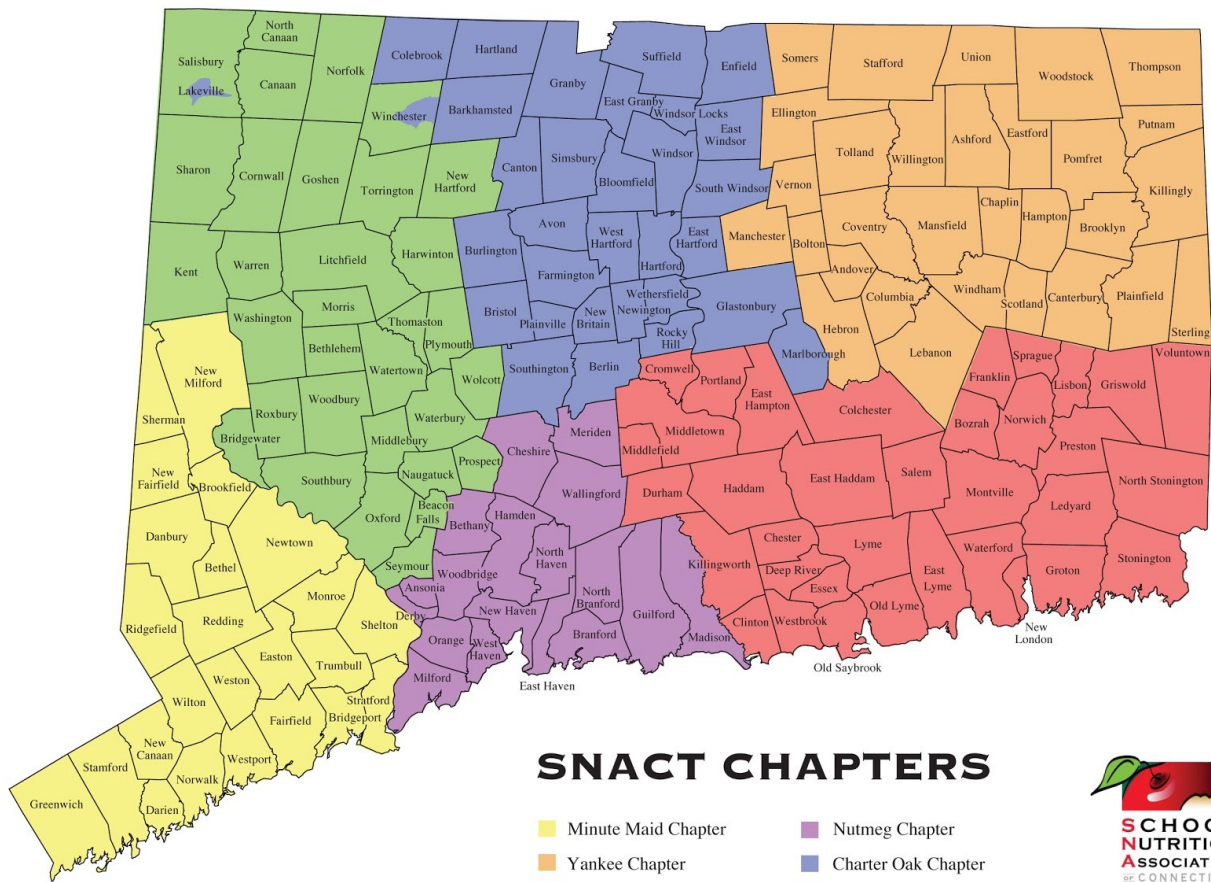 North
Canaan
Salisbury
Lakeville
Canaan
Norfolk
Colebrook
Hartland
Granby
Suffield
Enfield
Somers
Stafford
Union
Woodstock
Thompson
Winchester
Barkhamsted
East Granby
Windsor Locks
East
Windsor
Ellington
Ashford
Eastford
Putnam
Sharon
Cornwall
Goshen
Torrington
New
Hartford
Canton
Simsbury
Bloomfield
Windsor
South Windsor
Vernon
Tolland
Willington
Pomfret
Killingly
Kent
Warren
Litchfield
Harwinton
Burlington
Avon
West
Hartford
Hartford
East
Hartford
Manchester
Bolton
Coventry
Mansfield
Chaplin
Hampton
Brooklyn
Farmington
Andover
Columbia
Windham
Scotland
Canterbury
Plainfield
Sterling
Washington
Morris
Bethlehem
Thomaston
Plymouth
Watertown
Wolcott
Bristol
Plainville
New
Britain
Wethersfield
Newington
Rocky
Hill
Glastonbury
Marlborough
Hebron
Lebanon
Southington
Berlin
New
Milford
Sherman
Roxbury
Woodbury
Bridgewater
Waterbury
Middlebury
Naugatuck
Prospect
Cheshire
Meriden
Cromwell
Portland
East
Hampton
Middletown
Middlefield
Colchester
Franklin
Sprague
Lisbon
Griswold
Voluntown
Bozrah
Norwich
Preston
New
Fairfield
Brookfield
Southbury
Oxford
Beacon
Falls
Seymour
Bethany
Hamden
Wallingford
Durham
Haddam
East Haddam
Salem
Montville
Ledyard
North Stonington
Danbury
Bethel
Newtown
Monroe
Shelton
Ansonia
Derby
Woodbridge
North
Haven
New Haven
North
Branford
Guilford
Madison
Killingworth
Chester
Deep River
Essex
Lyme
East
Lyme
Waterford
Groton
Stonington
Ridgefield
Redding
Easton
Trumbull
Orange
West
Haven
Branford
Clinton
Westbrook
Old Lyme
New
London
Old Saybrook
East Haven
Milford
Wilton
Weston
Fairfield
Bridgeport
Stratford
New
Canaan
Westport
Norwalk
Darien
Stamford
Greenwich
SNACT CHAPTERS
Minute Maid Chapter
Nutmeg Chapter
Yankee Chapter
Charter Oak Chapter
SCHOO
NUTRITIO
ASSOCIAT
OF CONNECTI